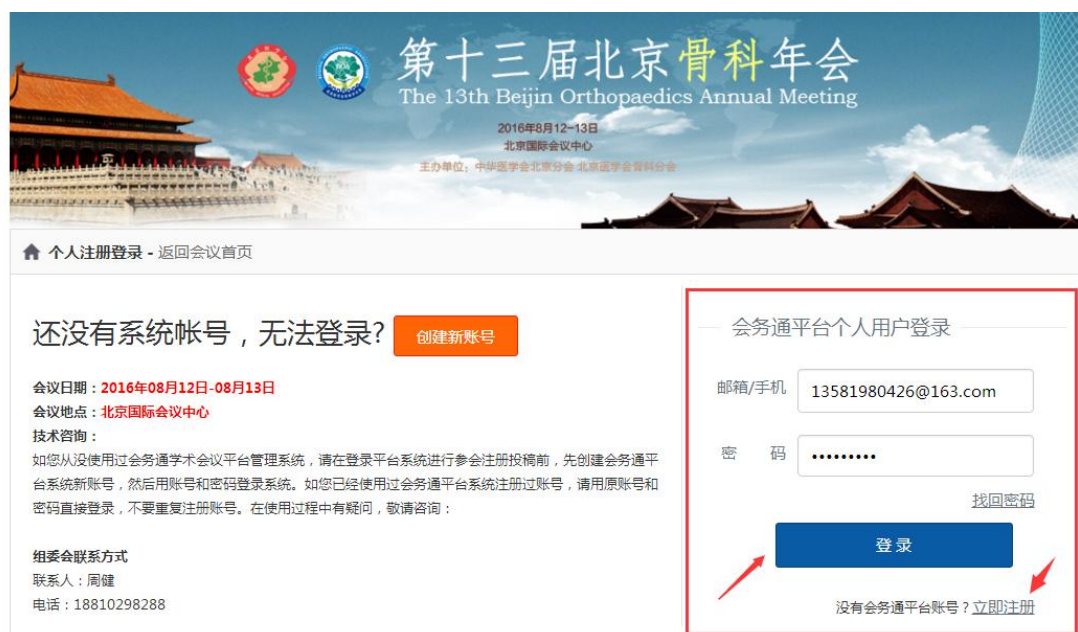 第十三届北京骨科年会
The 13th Beijin Orthopaedics Annual Meeting
2016年8月12-13日
北京国际会议中心
主办单位：中华医学会北京分会 北京医学会骨科分会
个人注册登录 - 返回会议首页
还没有系统帐号，无法登录? 创建新账号
会议日期：2016年08月12日-08月13日
会议地点：北京国际会议中心
技术咨询：
如您从没使用过会务通学术会议平台管理系统，请在登录平台系统进行参会注册投稿前，先创建会务通平
台系统新账号，然后用账号和密码登录系统。如您已经使用过会务通平台系统注册过账号，请用原账号和
密码直接登录，不要重复注册账号。在使用过程中有疑问，敬请咨询：
组委会联系方式
联系人：周健
电话：18810298288
会务通平台个人用户登录
邮箱/手机 13581980426@163.com
密 码 •••••••••
找回密码
登 录
没有会务通平台账号？立即注册